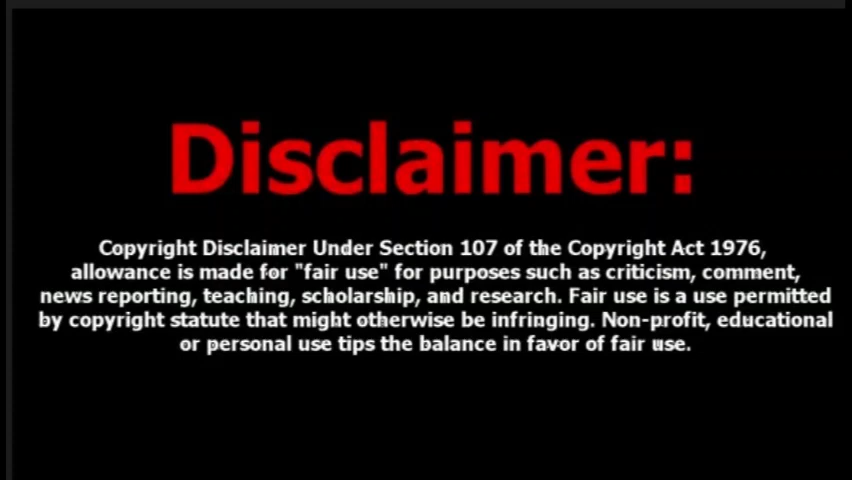 Disclaimer:
Copyright Disclaimer Under Section 107 of the Copyright Act 1976,
allowance is made for "fair use" for purposes such as criticism, comment,
news reporting, teaching, scholarship, and research. Fair use is a use permitted
by copyright statute that might otherwise be infringing. Non-profit, educational
or personal use tips the balance in favor of fair use.